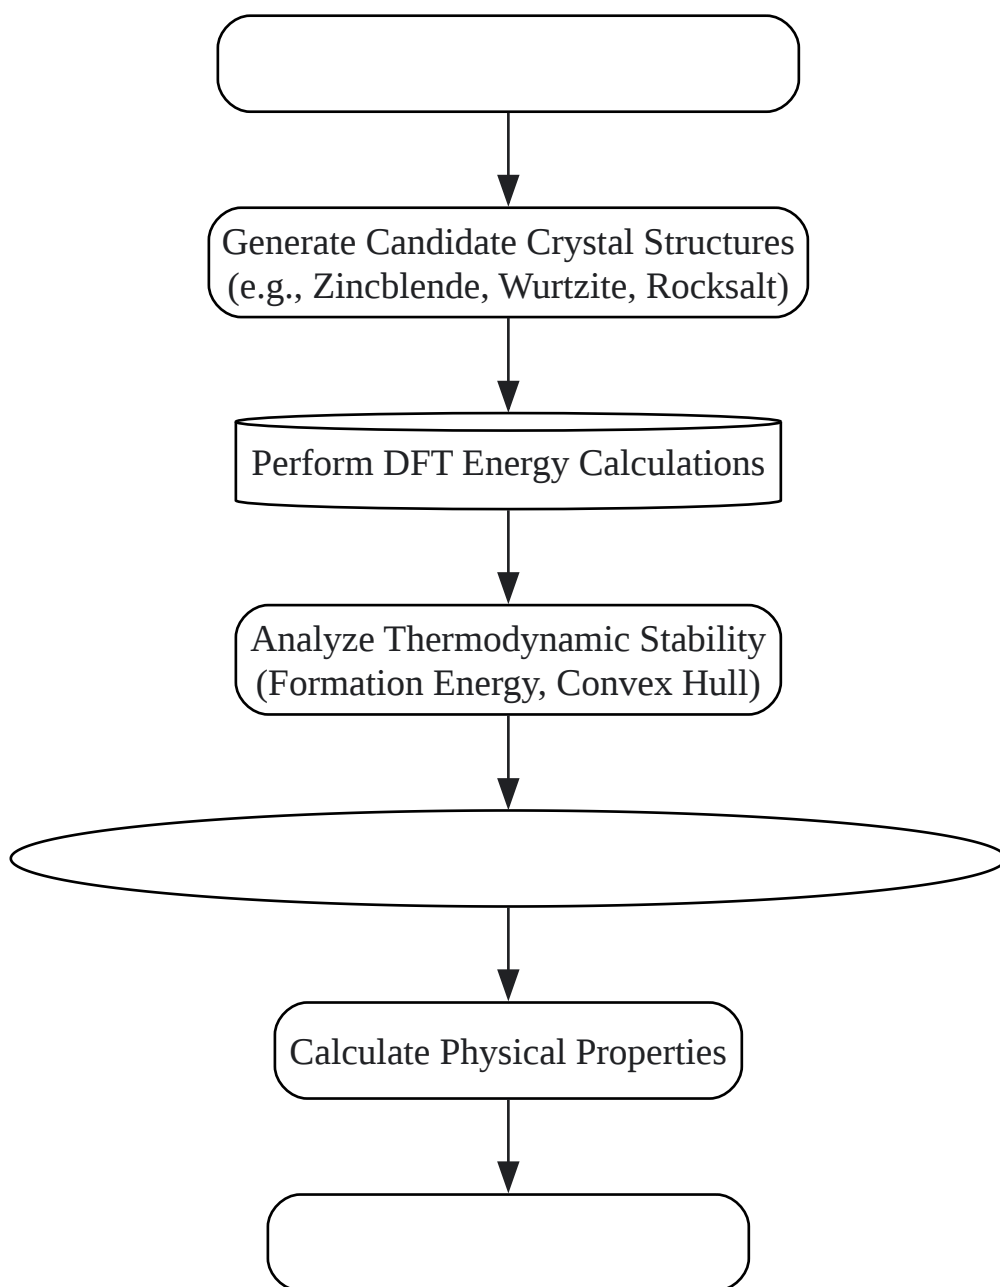 Generate Candidate Crystal Structures
(e.g., Zincblende, Wurtzite, Rocksalt)
Perform DFT Energy Calculations
Analyze Thermodynamic Stability
(Formation Energy, Convex Hull)
Calculate Physical Properties